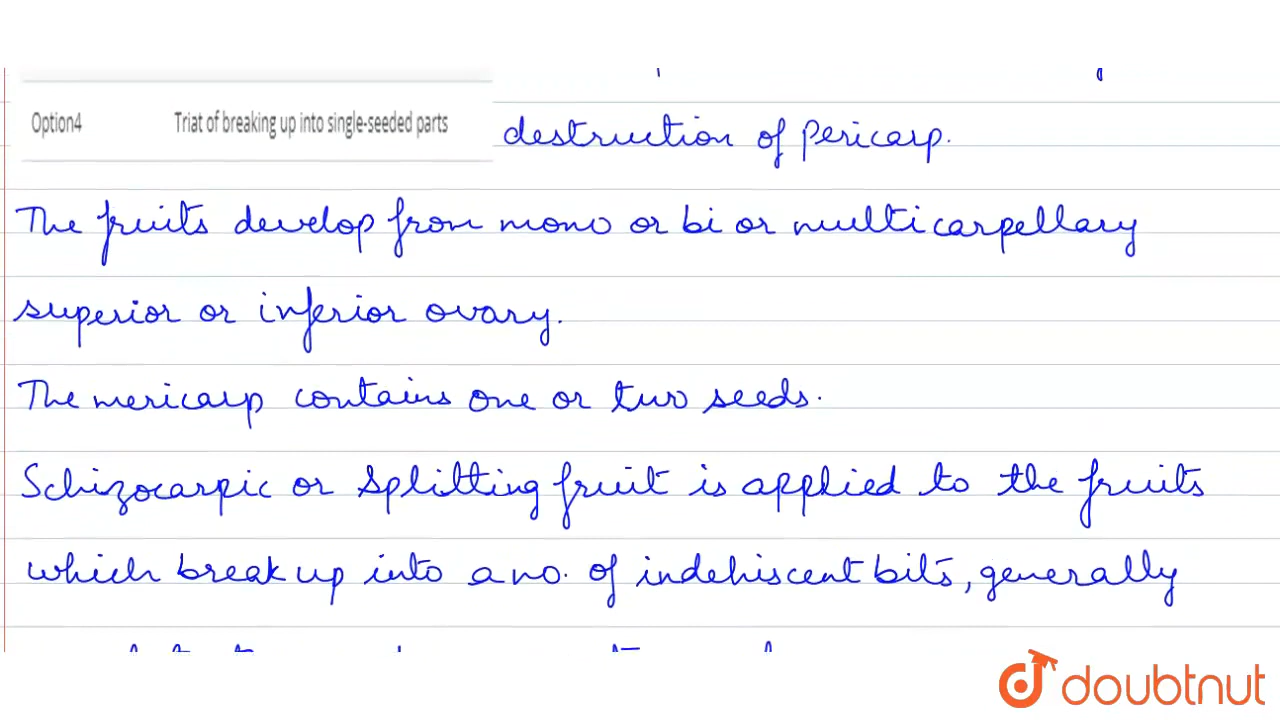 Option4 Triat of breaking up into single-seeded parts
destruction of pericarp.
The fruits develop from mono or bi or multicarpellary
superior or inferior ovary.
The mericarp contains one or two seeds.
Schizocarpic or splitting fruit is applied to the fruits
which break up into a no. of indehiscent bits, generally
doubtnut